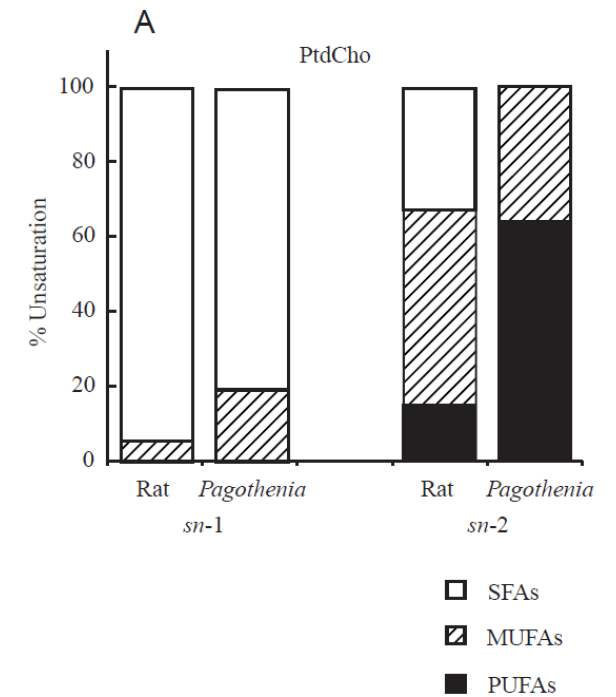 A
PtdCho
% Unsaturation
100
80
60
40
20
0
Rat Pagothenia Rat Pagothenia
sn-1 sn-2
SFAs
MUFAs
PUFAs